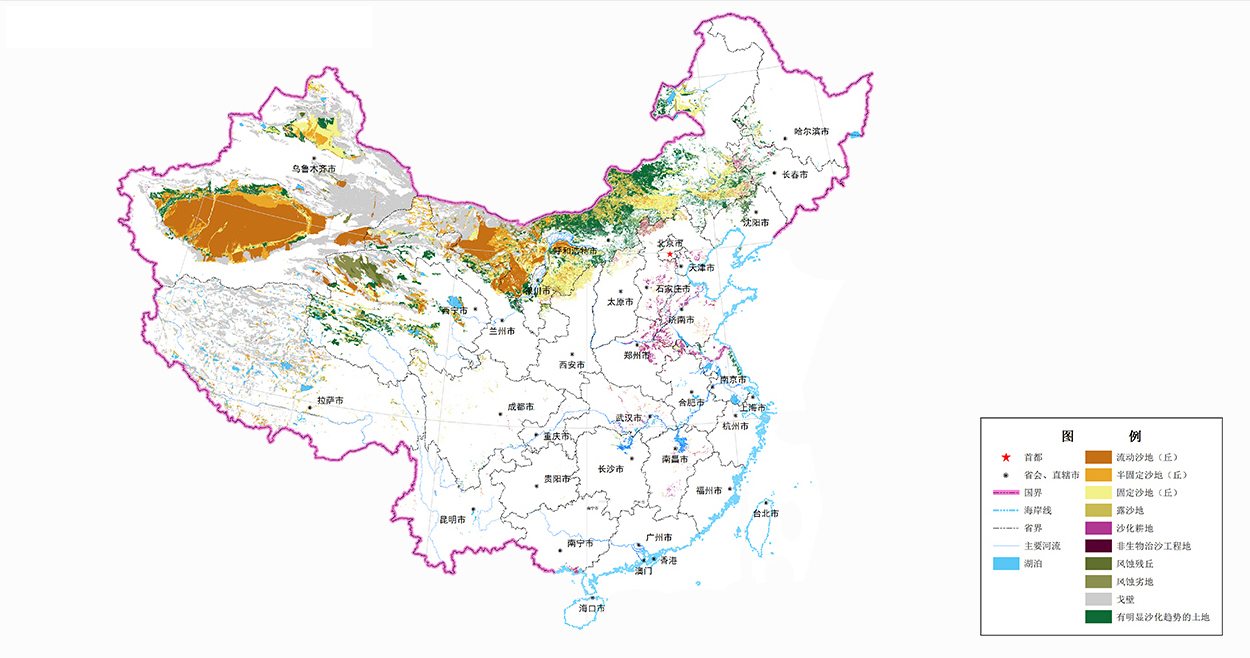 哈尔滨市
乌鲁木齐市
长春市
沈阳市
北京市
呼和浩特市
天津市
银川市
石家庄市
太原市
西宁市
济南市
兰州市
郑州市
西安市
南京市
拉萨市
合肥市
上海市
成都市
武汉市
杭州市
重庆市
南昌市
长沙市
贵阳市
福州市
台北市
昆明市
广州市
南宁市
香港
澳门
海口市
图 例
首都
省会、直辖市
国界
海岸线
省界
主要河流
湖泊
流动沙地（丘）
半固定沙地（丘）
固定沙地（丘）
露沙地
沙化耕地
非生物治沙工程地
风蚀残丘
风蚀劣地
戈壁
有明显沙化趋势的土地